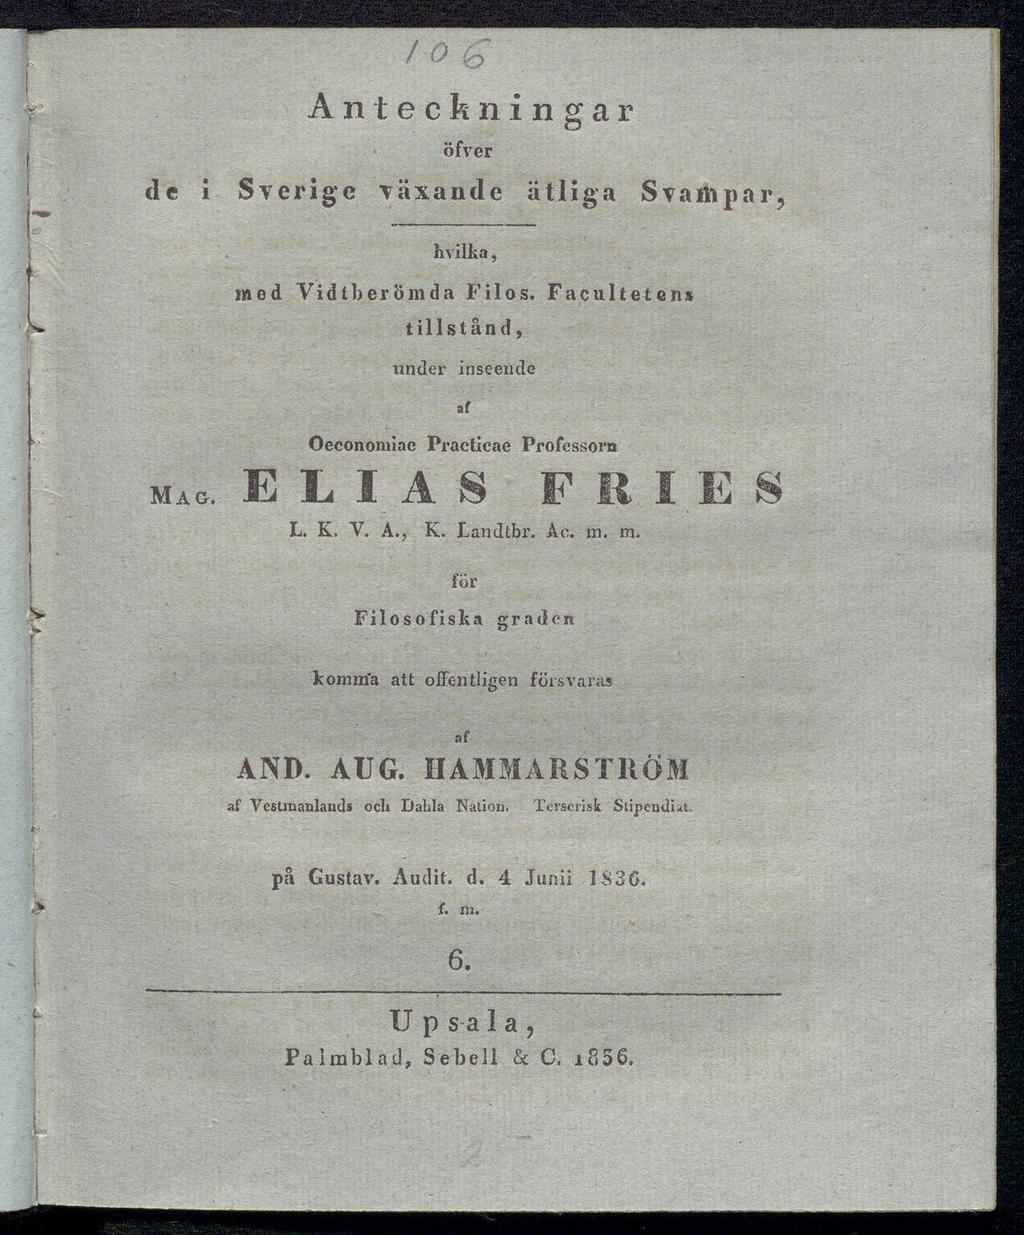 106
Anteckningar
öfver
de i Sverige växande ätliga Svampar,
hvilka,
med Vidtberömda Filos. Facultetens
tillstånd,
under inseende
af
Oeconomiae Practicae Professorn
MAG. ELIAS FRIES
L. K. V. A., K. Landtbr. Ac. m. m.
för
Filosofiska graden
komma att offentligen försvaras
af
AND. AUG. HAMMARSTRÖM
af Vestmanlands och Dahla Nation. Terserisk Stipendiat.
på Gustav. Audit. d. 4 Junii 1836.
f. m.
6.
Upsala,
Palmblad, Sebell & C. 1836.
2